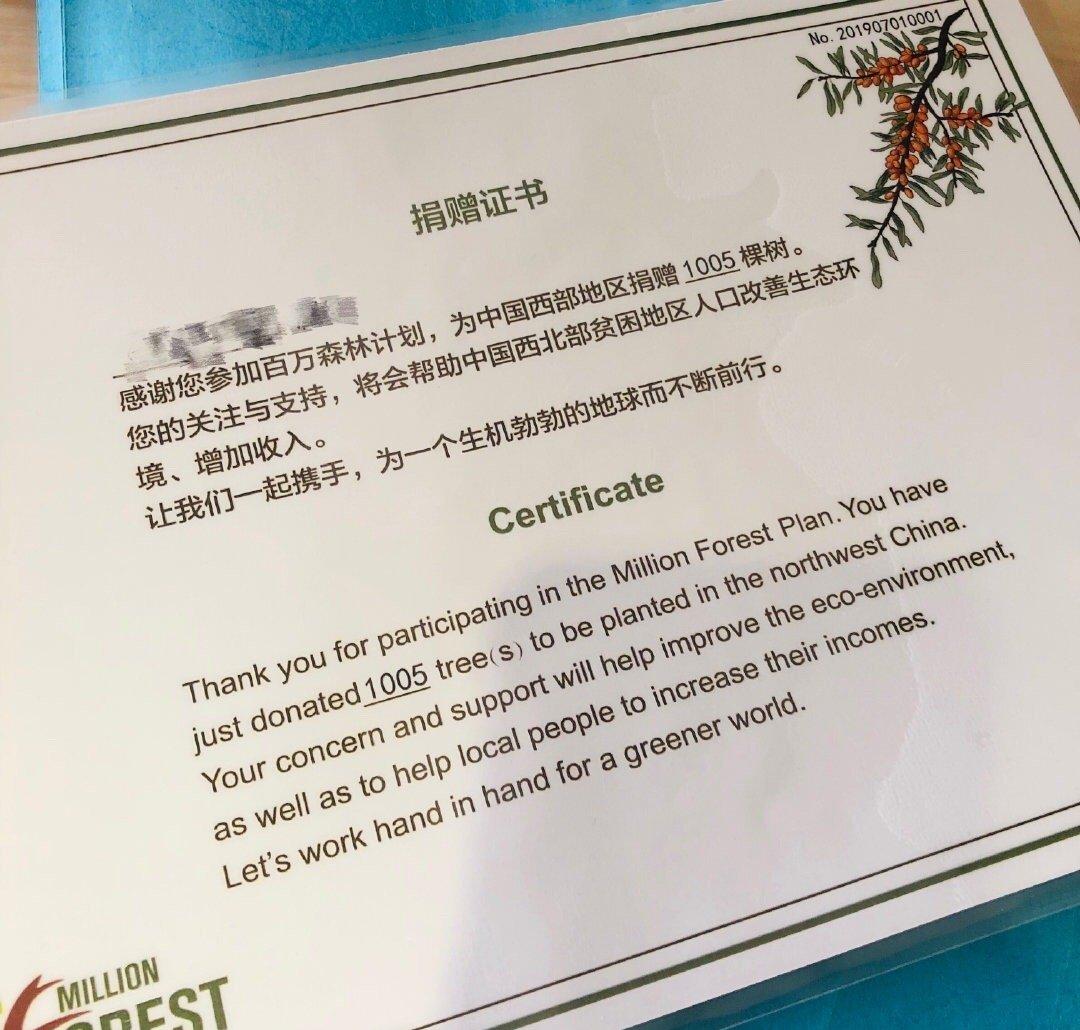 No. 201907010001
捐赠证书
感谢您参加百万森林计划，为中国西部地区捐赠1005棵树。
您的关注与支持，将会帮助中国西北部贫困地区人口改善生态环
境、增加收入。
让我们一起携手，为一个生机勃勃的地球而不断前行。
Certificate
Thank you for participating in the Million Forest Plan.You have
just donated 1005 tree(s) to be planted in the northwest China.
Your concern and support will help improve the eco-environment,
as well as to help local people to increase their incomes.
Let's work hand in hand for a greener world.
MILLION